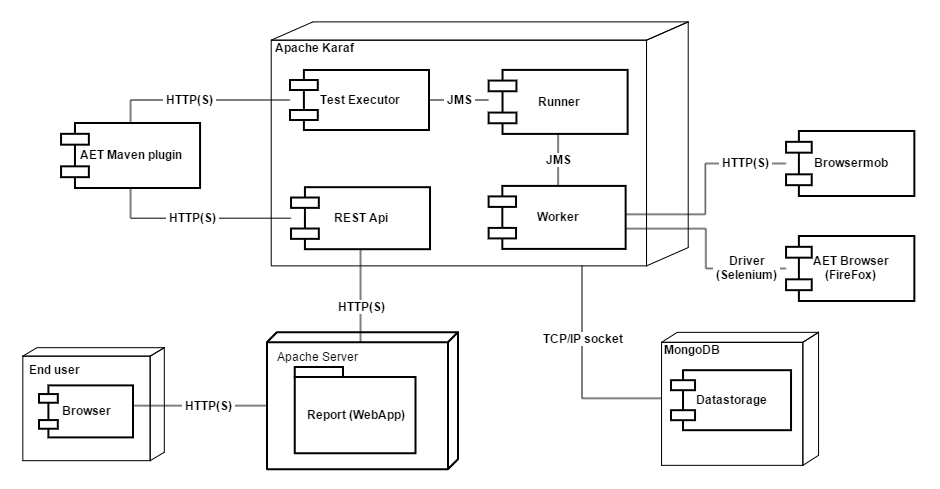 Apache Karaf
Test Executor
JMS
Runner
HTTP(S)
AET Maven plugin
JMS
HTTP(S)
Browsermob
HTTP(S)
REST Api
Worker
Driver
(Selenium)
AET Browser
(FireFox)
HTTP(S)
TCP/IP socket
Apache Server
MongoDB
End user
Browser
HTTP(S)
Report (WebApp)
Datastorage